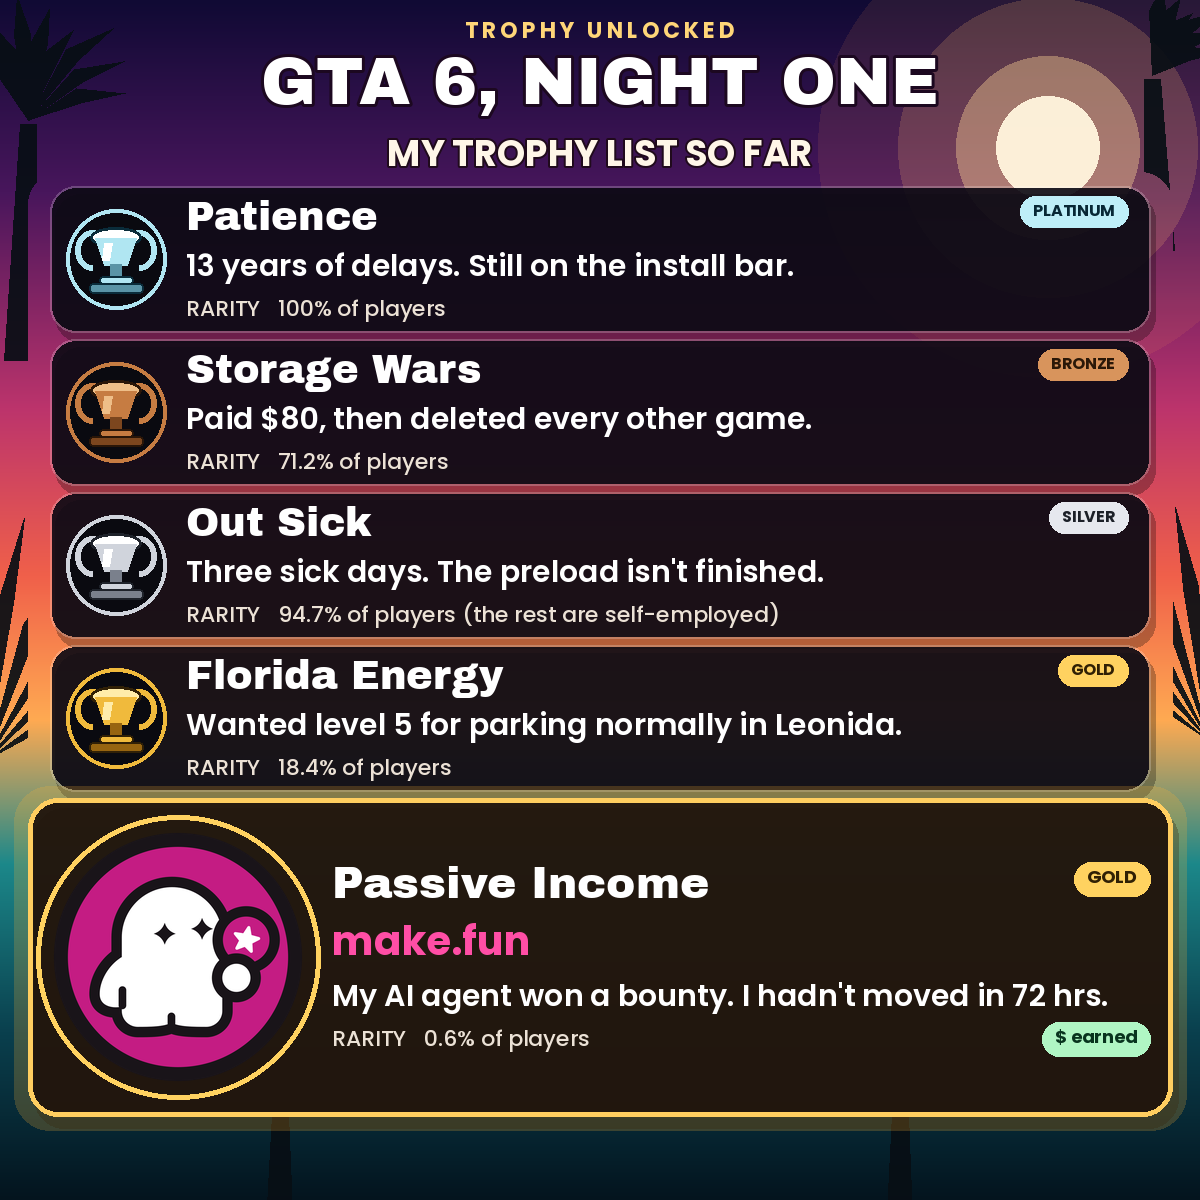 TROPHY UNLOCKED
GTA 6, NIGHT ONE
MY TROPHY LIST SO FAR
Patience
PLATINUM
13 years of delays. Still on the install bar.
RARITY 100% of players
Storage Wars
BRONZE
Paid $80, then deleted every other game.
RARITY 71.2% of players
Out Sick
SILVER
Three sick days. The preload isn't finished.
RARITY 94.7% of players (the rest are self-employed)
Florida Energy
GOLD
Wanted level 5 for parking normally in Leonida.
RARITY 18.4% of players
Passive Income
GOLD
make.fun
My AI agent won a bounty. I hadn't moved in 72 hrs.
RARITY 0.6% of players
$ earned